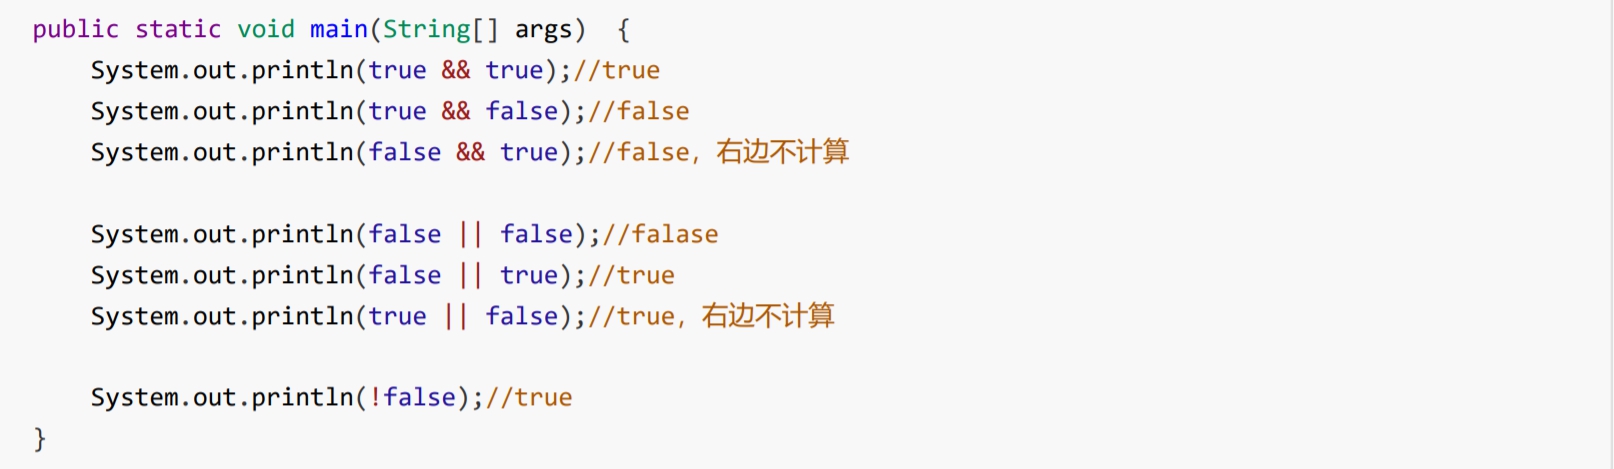 public static void main(String[] args)  {
    System.out.println(true && true);//true
    System.out.println(true && false);//false
    System.out.println(false && true);//false，右边不计算
    System.out.println(false || false);//falase
    System.out.println(false || true);//true
    System.out.println(true || false);//true，右边不计算
    System.out.println(!false);//true
}